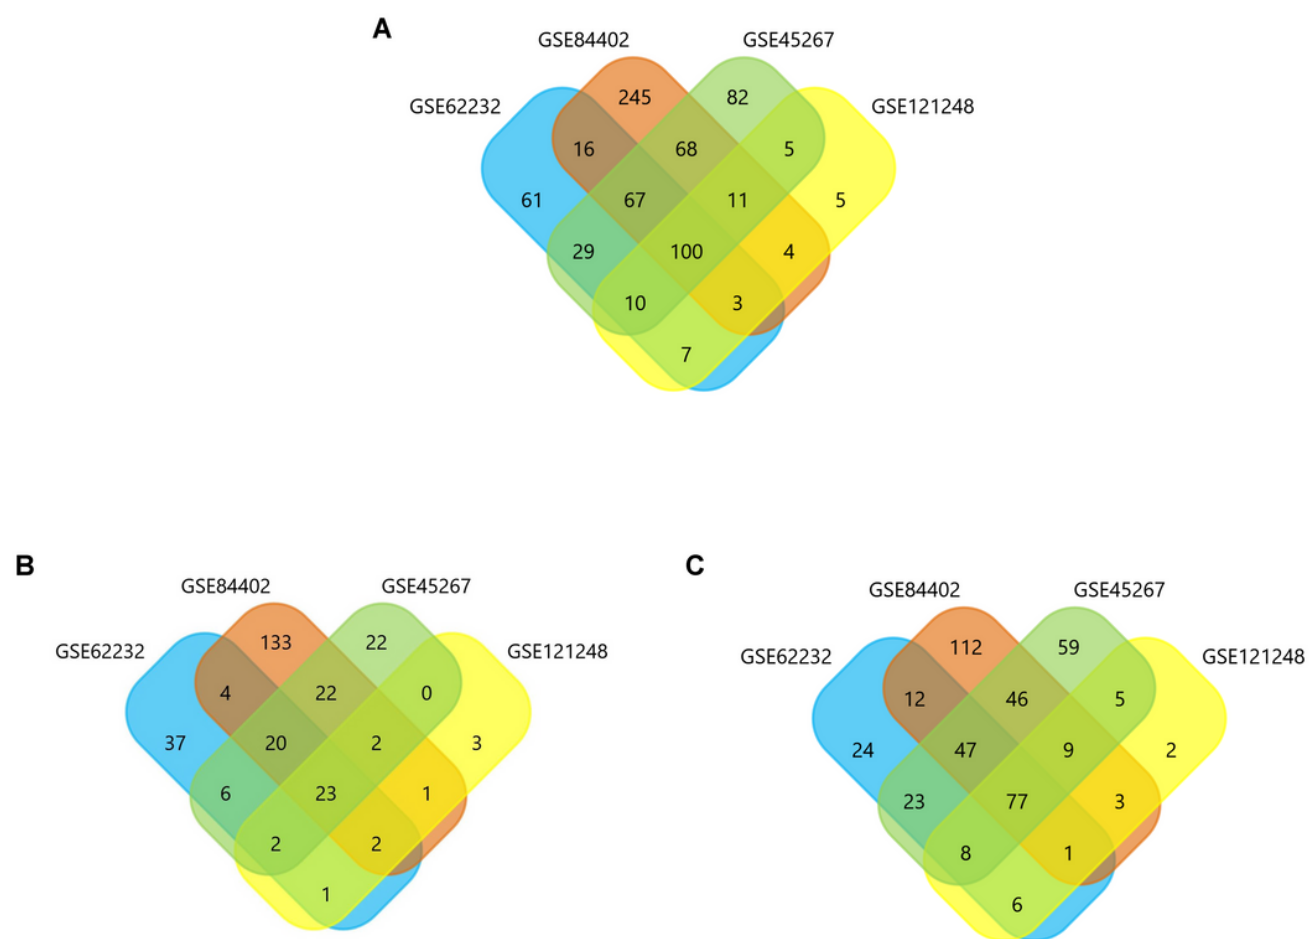 A
GSE84402 GSE45267
GSE62232 GSE121248
245 82
16 68 5
61 67 11 5
29 100 4
10 3
7
B
GSE84402 GSE45267
GSE62232 GSE121248
133 22
4 22 0
37 20 2 3
6 23 1
2 2
1
C
GSE84402 GSE45267
GSE62232 GSE121248
112 59
12 46 5
24 47 9 2
23 77 3
8 1
6